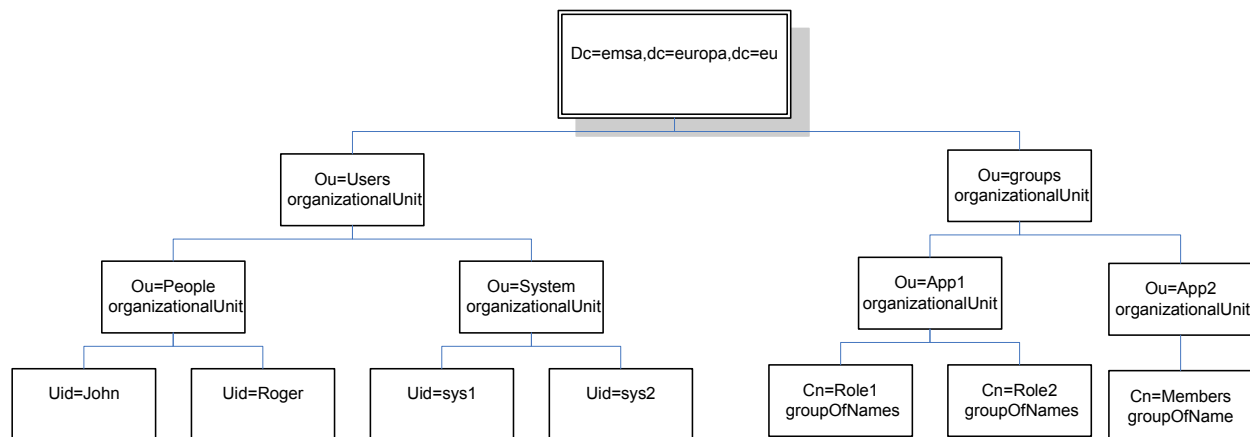 Dc=emsa,dc=europa,dc=eu
Ou=Users
organizationalUnit
Ou=groups
organizationalUnit
Ou=People
organizationalUnit
Ou=System
organizationalUnit
Ou=App1
organizationalUnit
Ou=App2
organizationalUnit
Uid=John
Uid=Roger
Uid=sys1
Uid=sys2
Cn=Role1
groupOfNames
Cn=Role2
groupOfNames
Cn=Members
groupOfName